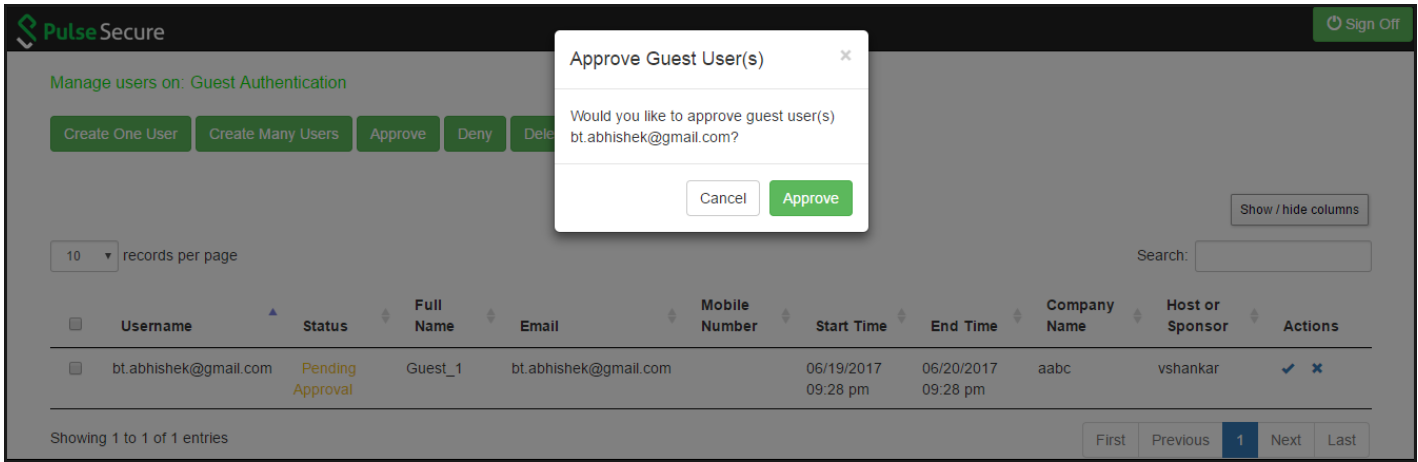 Pulse Secure
Sign Off
Approve Guest User(s)
×
Manage users on: Guest Authentication
Would you like to approve guest user(s)
bt.abhishek@gmail.com?
Create One User
Create Many Users
Approve
Deny
Dele
Cancel
Approve
Show / hide columns
10 records per page
Search:
Username
Status
Full
Name
Email
Mobile
Number
Start Time
End Time
Company
Name
Host or
Sponsor
Actions
bt.abhishek@gmail.com
Pending
Approval
Guest_1
bt.abhishek@gmail.com
06/19/2017
09:28 pm
06/20/2017
09:28 pm
aabc
vshankar
Showing 1 to 1 of 1 entries
First
Previous
1
Next
Last